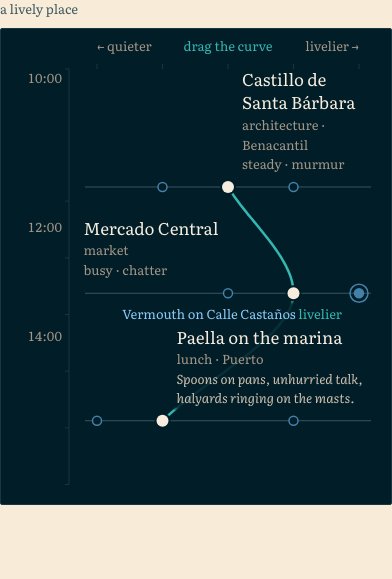 a lively place
← quieter drag the curve livelier →
10:00
Castillo de
Santa Bárbara
architecture ·
Benacantil
steady · murmur
12:00
Mercado Central
market
busy · chatter
Vermouth on Calle Castaños livelier
14:00
Paella on the marina
lunch · Puerto
Spoons on pans, unhurried talk,
halyards ringing on the masts.